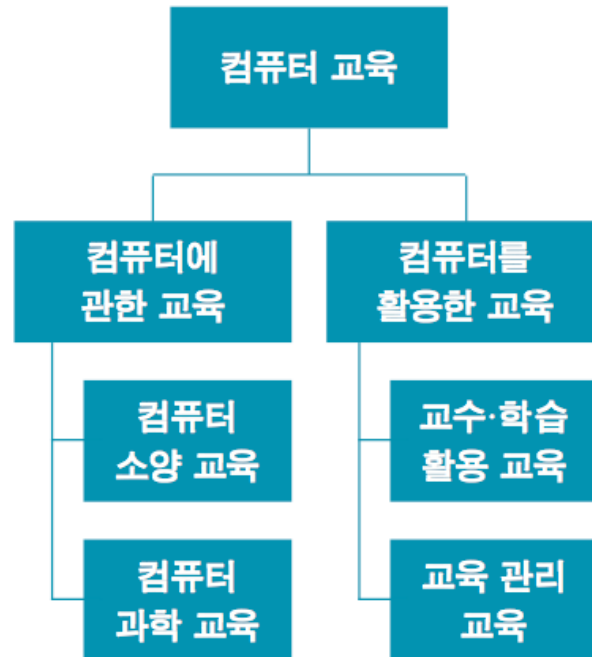 컴퓨터 교육
컴퓨터에
관한 교육
컴퓨터를
활용한 교육
컴퓨터
소양 교육
교수·학습
활용 교육
컴퓨터
과학 교육
교육 관리
교육